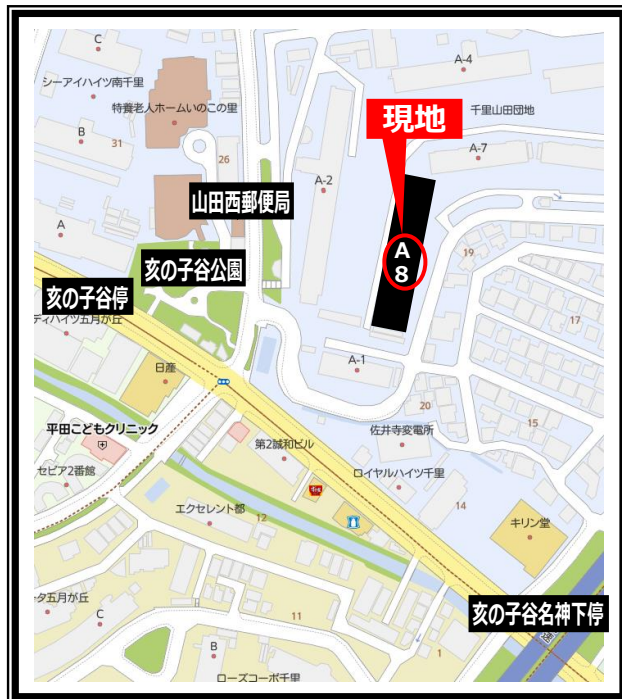 C
A-4
シーアイハイツ南千里
特養老人ホームいのこの里
現地
千里山田団地
B
31
26
A-7
A-2
山田西郵便局
A
A
8
19
亥の子谷公園
亥の子谷停
ディハイツ五月が丘
17
日産
A-1
20
平田こどもクリニック
佐井寺変電所
15
第2誠和ビル
セピア2番館
ロイヤルハイツ千里
14
エクセレント都
12
キリン堂
ータ五月が丘
11
亥の子谷名神下停
C
B
1
ローズコーポ千里